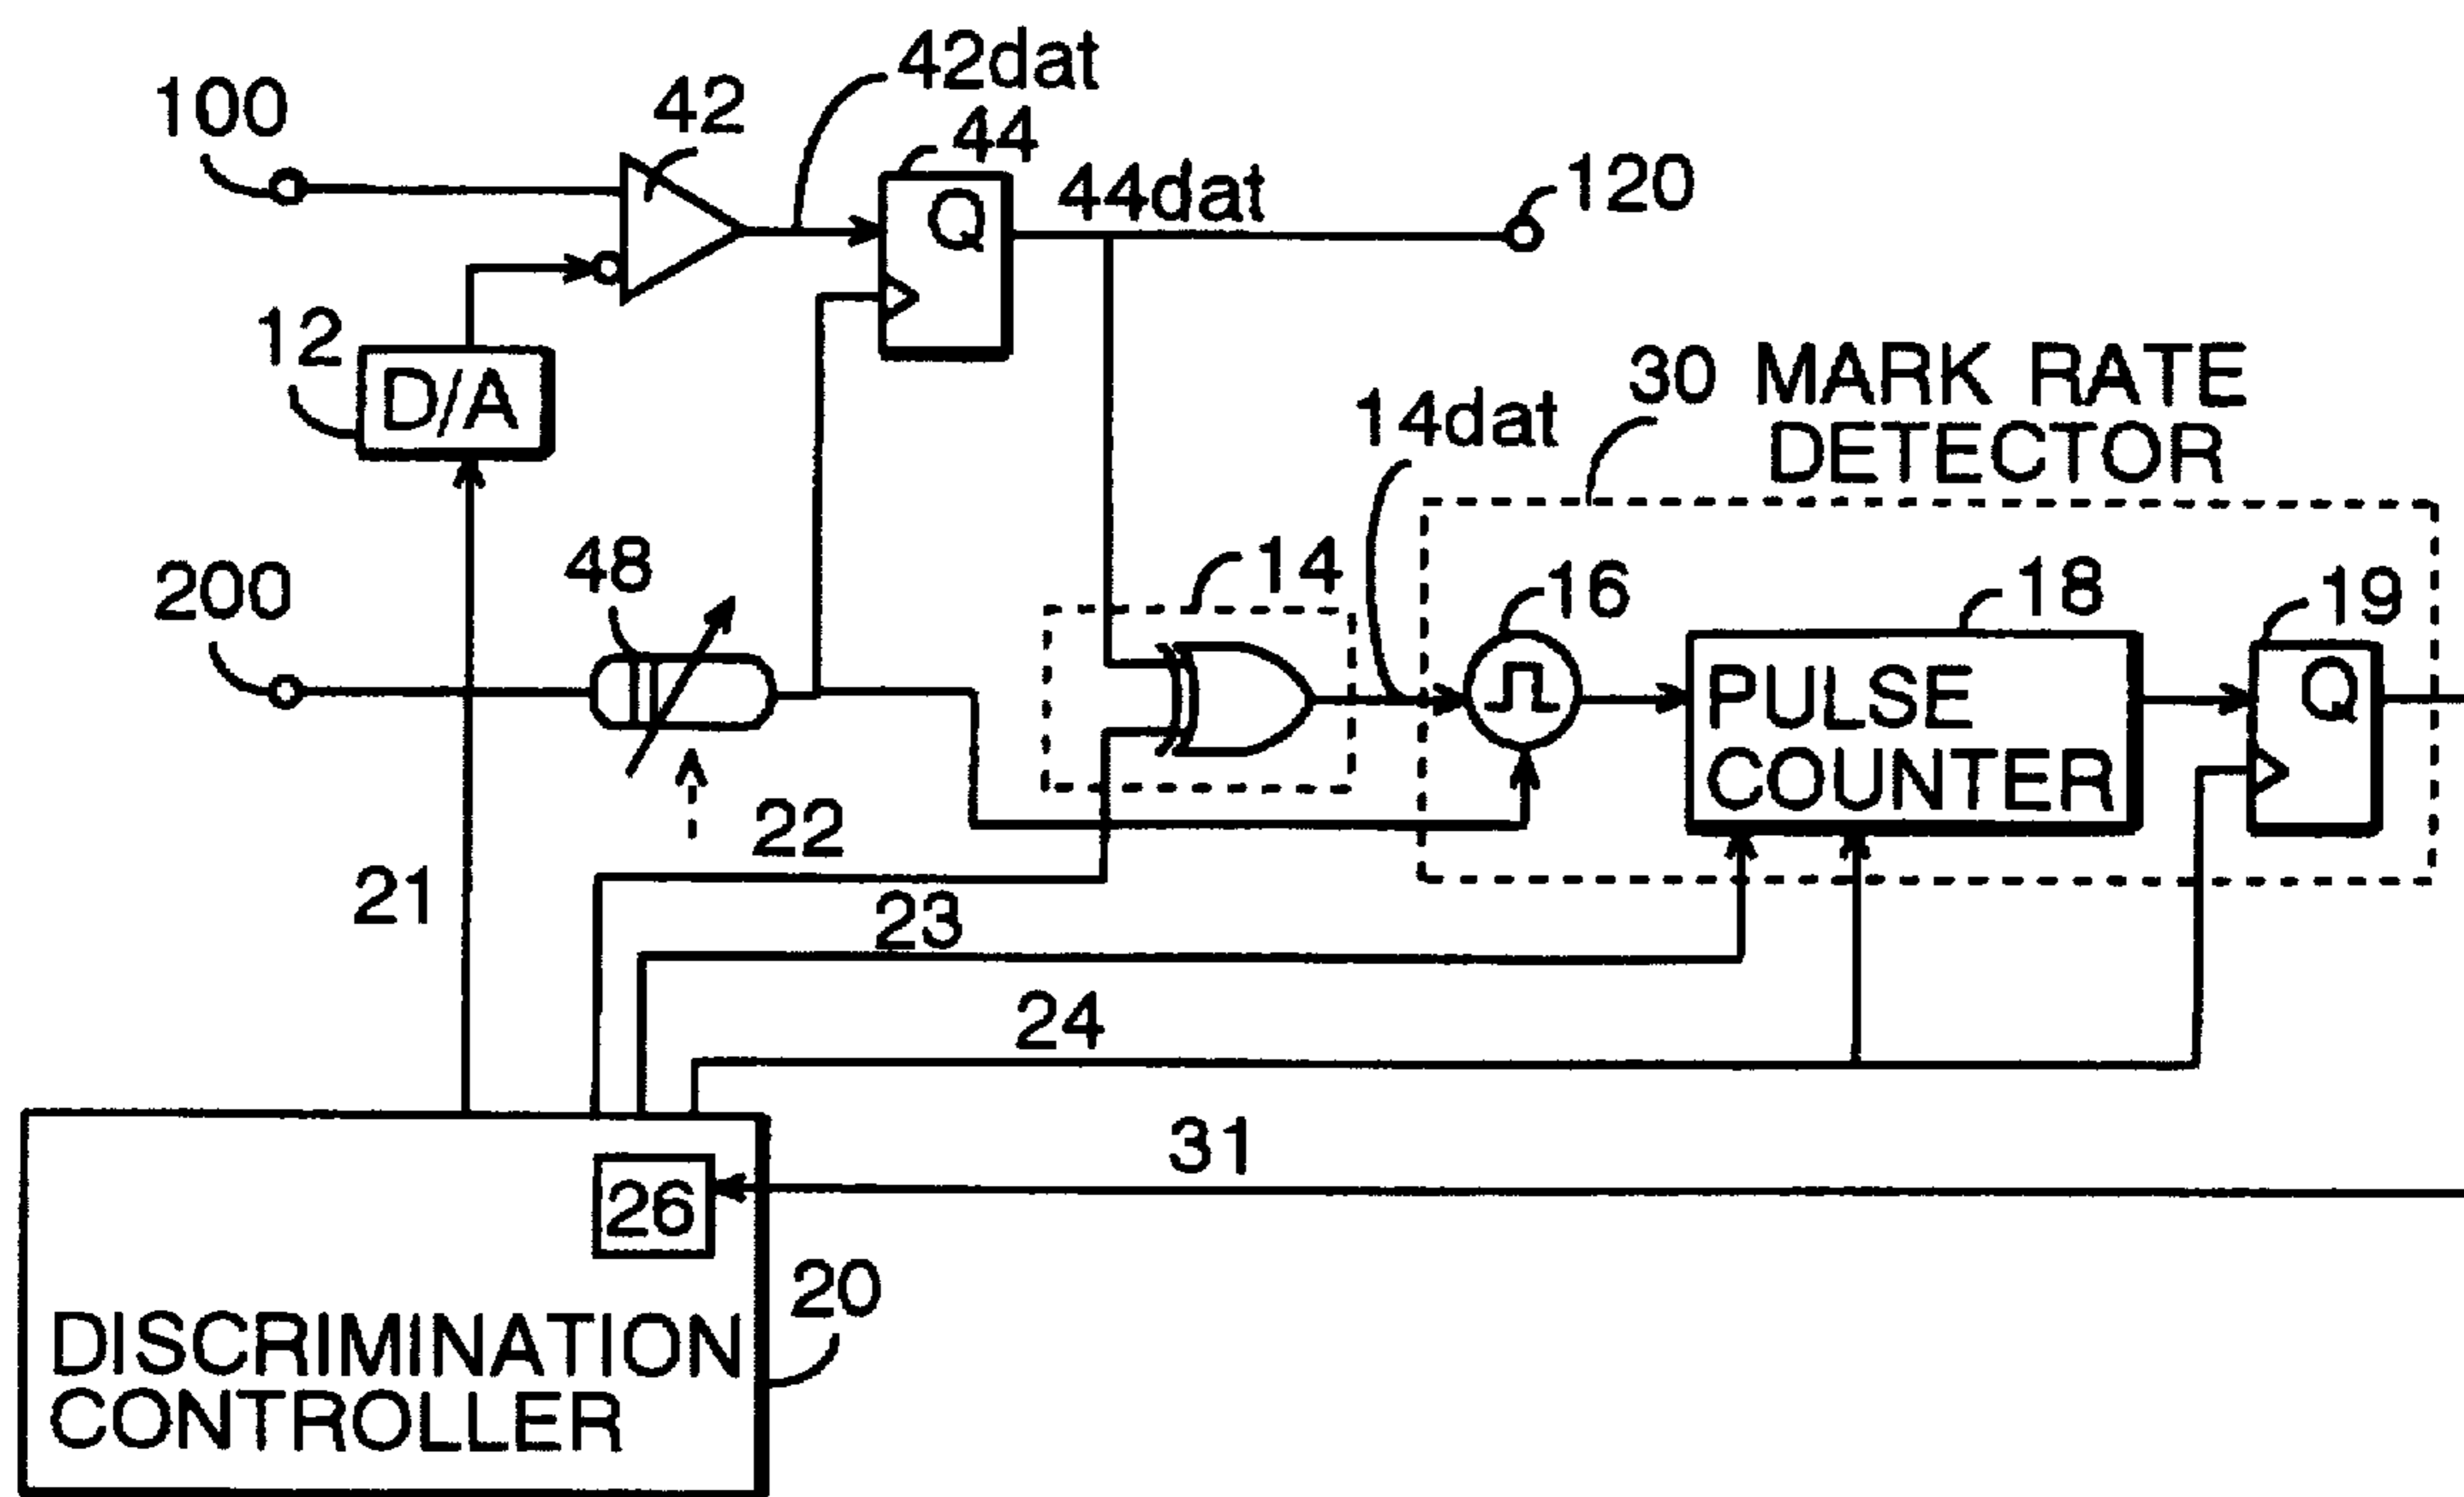 42dat
100
42
44
44dat
120
Q
12
D/A
30 MARK RATE
DETECTOR
14dat
48
14
16
18
19
200
PULSE
COUNTER
Q
22
21
23
24
31
26
20
DISCRIMINATION
CONTROLLER